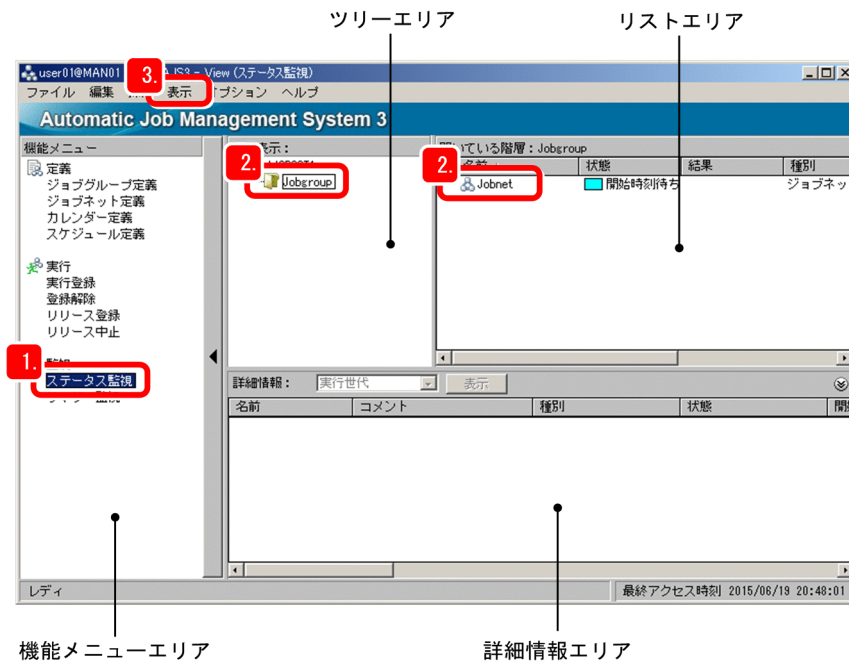 ツリーエリア
リストエリア
user01@MAN01 JS3 - View (ステータス監視)
3.
ファイル 編集 表示 オプション ヘルプ
Automatic Job Management System 3
機能メニュー
表示:
開いている階層:Jobgroup
名前 状態 結果 種別
2.
Jobgroup
2.
Jobnet 開始時刻待ち ジョブネッ
定義
ジョブグループ定義
ジョブネット定義
カレンダー定義
スケジュール定義
実行
実行登録
登録解除
リリース登録
リリース中止
1.
監視
ステータス監視
詳細情報: 実行世代 表示
名前 コメント 種別 状態 開始
レディ
最終アクセス時刻 2015/06/19 20:48:01
機能メニューエリア
詳細情報エリア